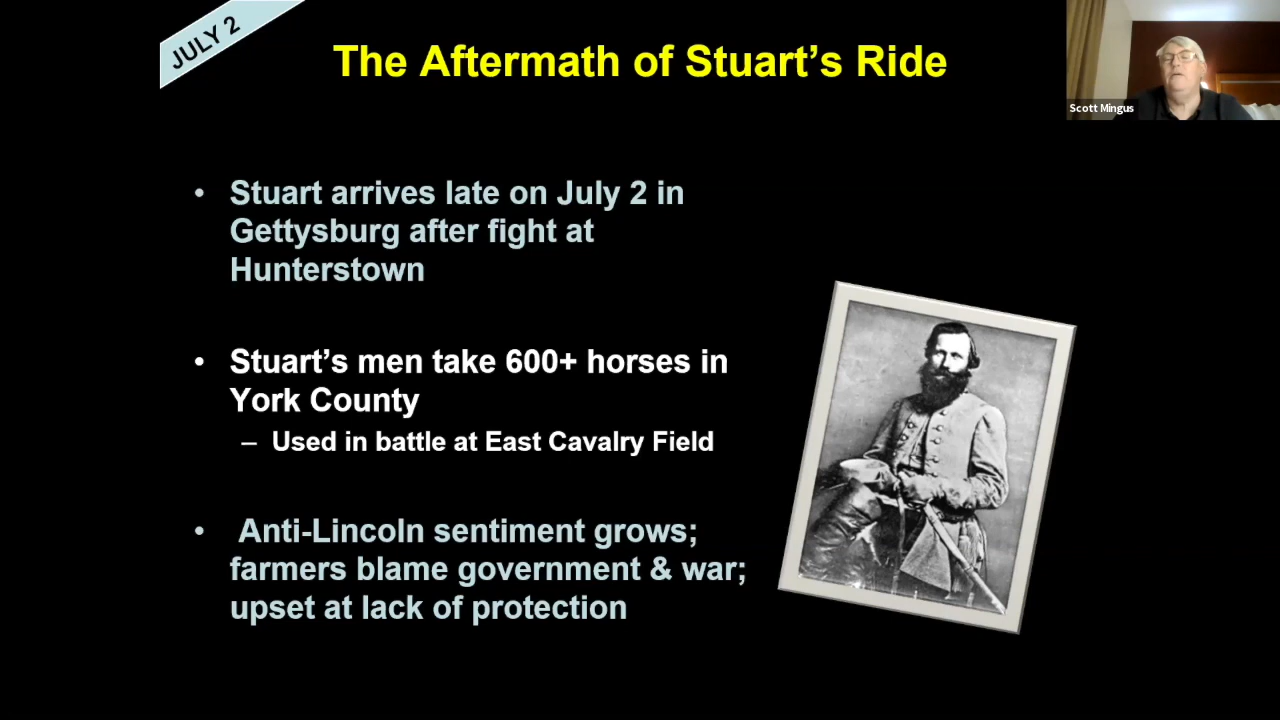 JULY 2
The Aftermath of Stuart’s Ride
Scott Mingus
• Stuart arrives late on July 2 in
Gettysburg after fight at
Hunterstown
• Stuart’s men take 600+ horses in
York County
– Used in battle at East Cavalry Field
• Anti-Lincoln sentiment grows;
farmers blame government & war;
upset at lack of protection